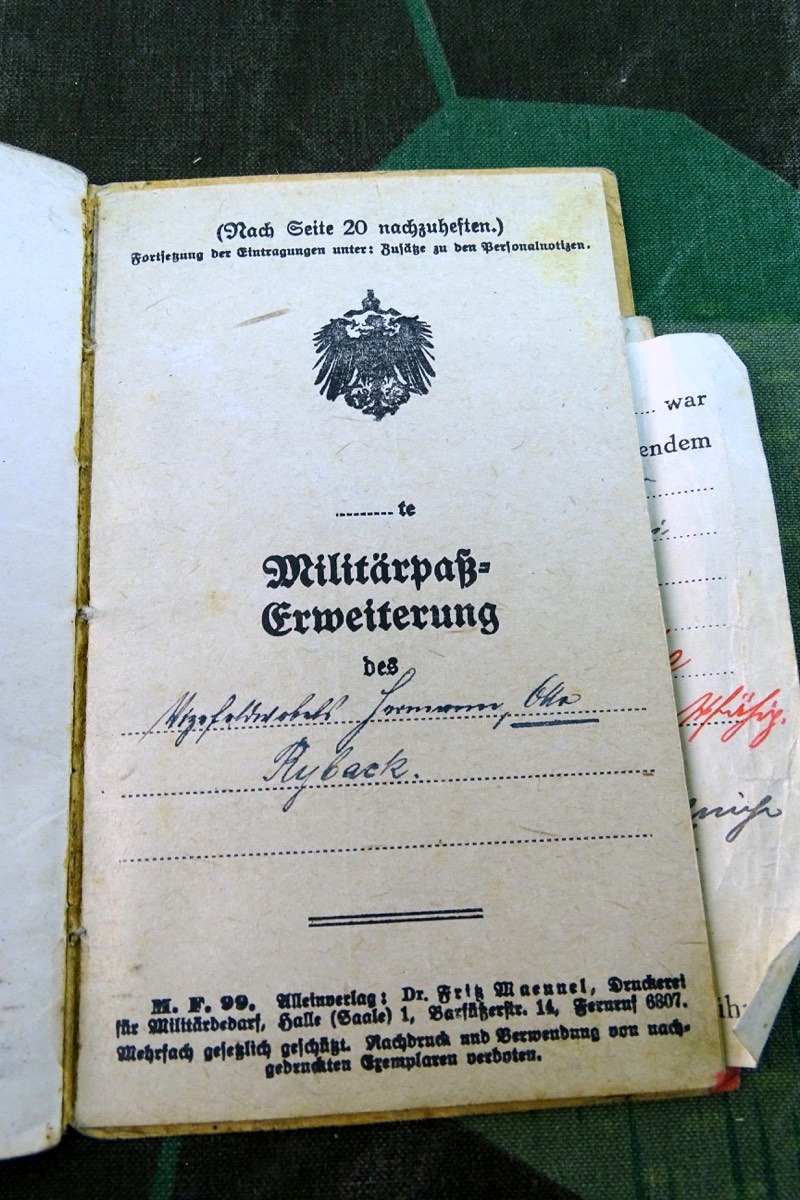 (Nach Seite 20 nachzuheften.)
Fortsetzung der Eintragungen unter: Zusätze zu den Personalnotizen.
.........te
Militärpaß-
Erweiterung
des
Vizefeldwebels Hermann, Otto
Ryback.
M. F. 99. Alleinverlag: Dr. Fritz Maennel, Druckerei
für Militärbedarf, Halle (Saale) 1, Barfüßerstr. 14, Fernruf 6807.
Mehrfach gesetzlich geschützt. Nachdruck und Verwendung von nach-
gedruckten Exemplaren verboten.
... war
endem